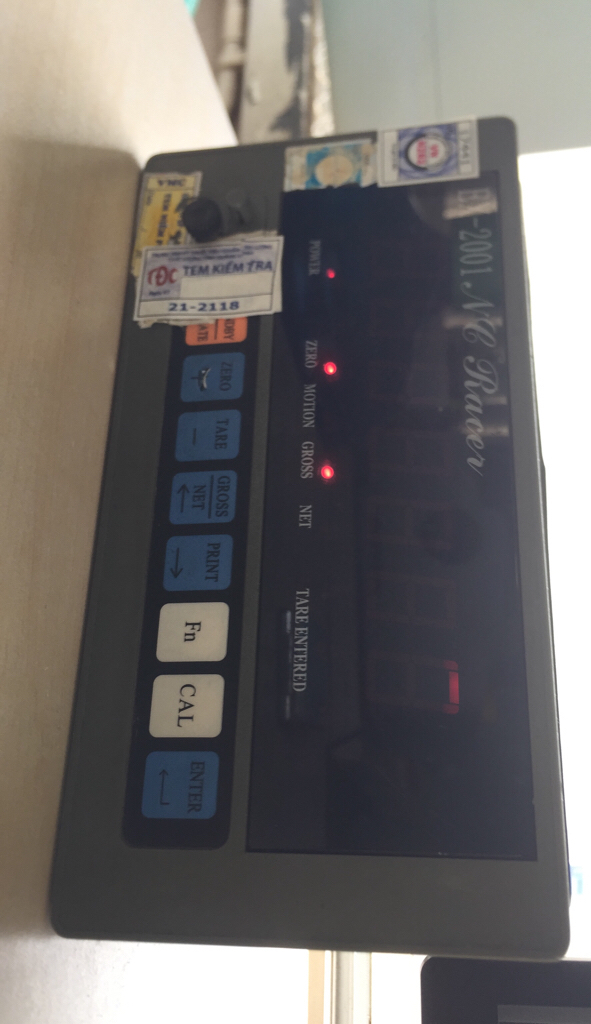 -2001 NC Racer
POWER
ZERO MOTION GROSS NET TARE ENTERED
TEM KIỂM TRA
21-2118
ZERO
TARE
GROSS
NET
PRINT
Fn
CAL
ENTER